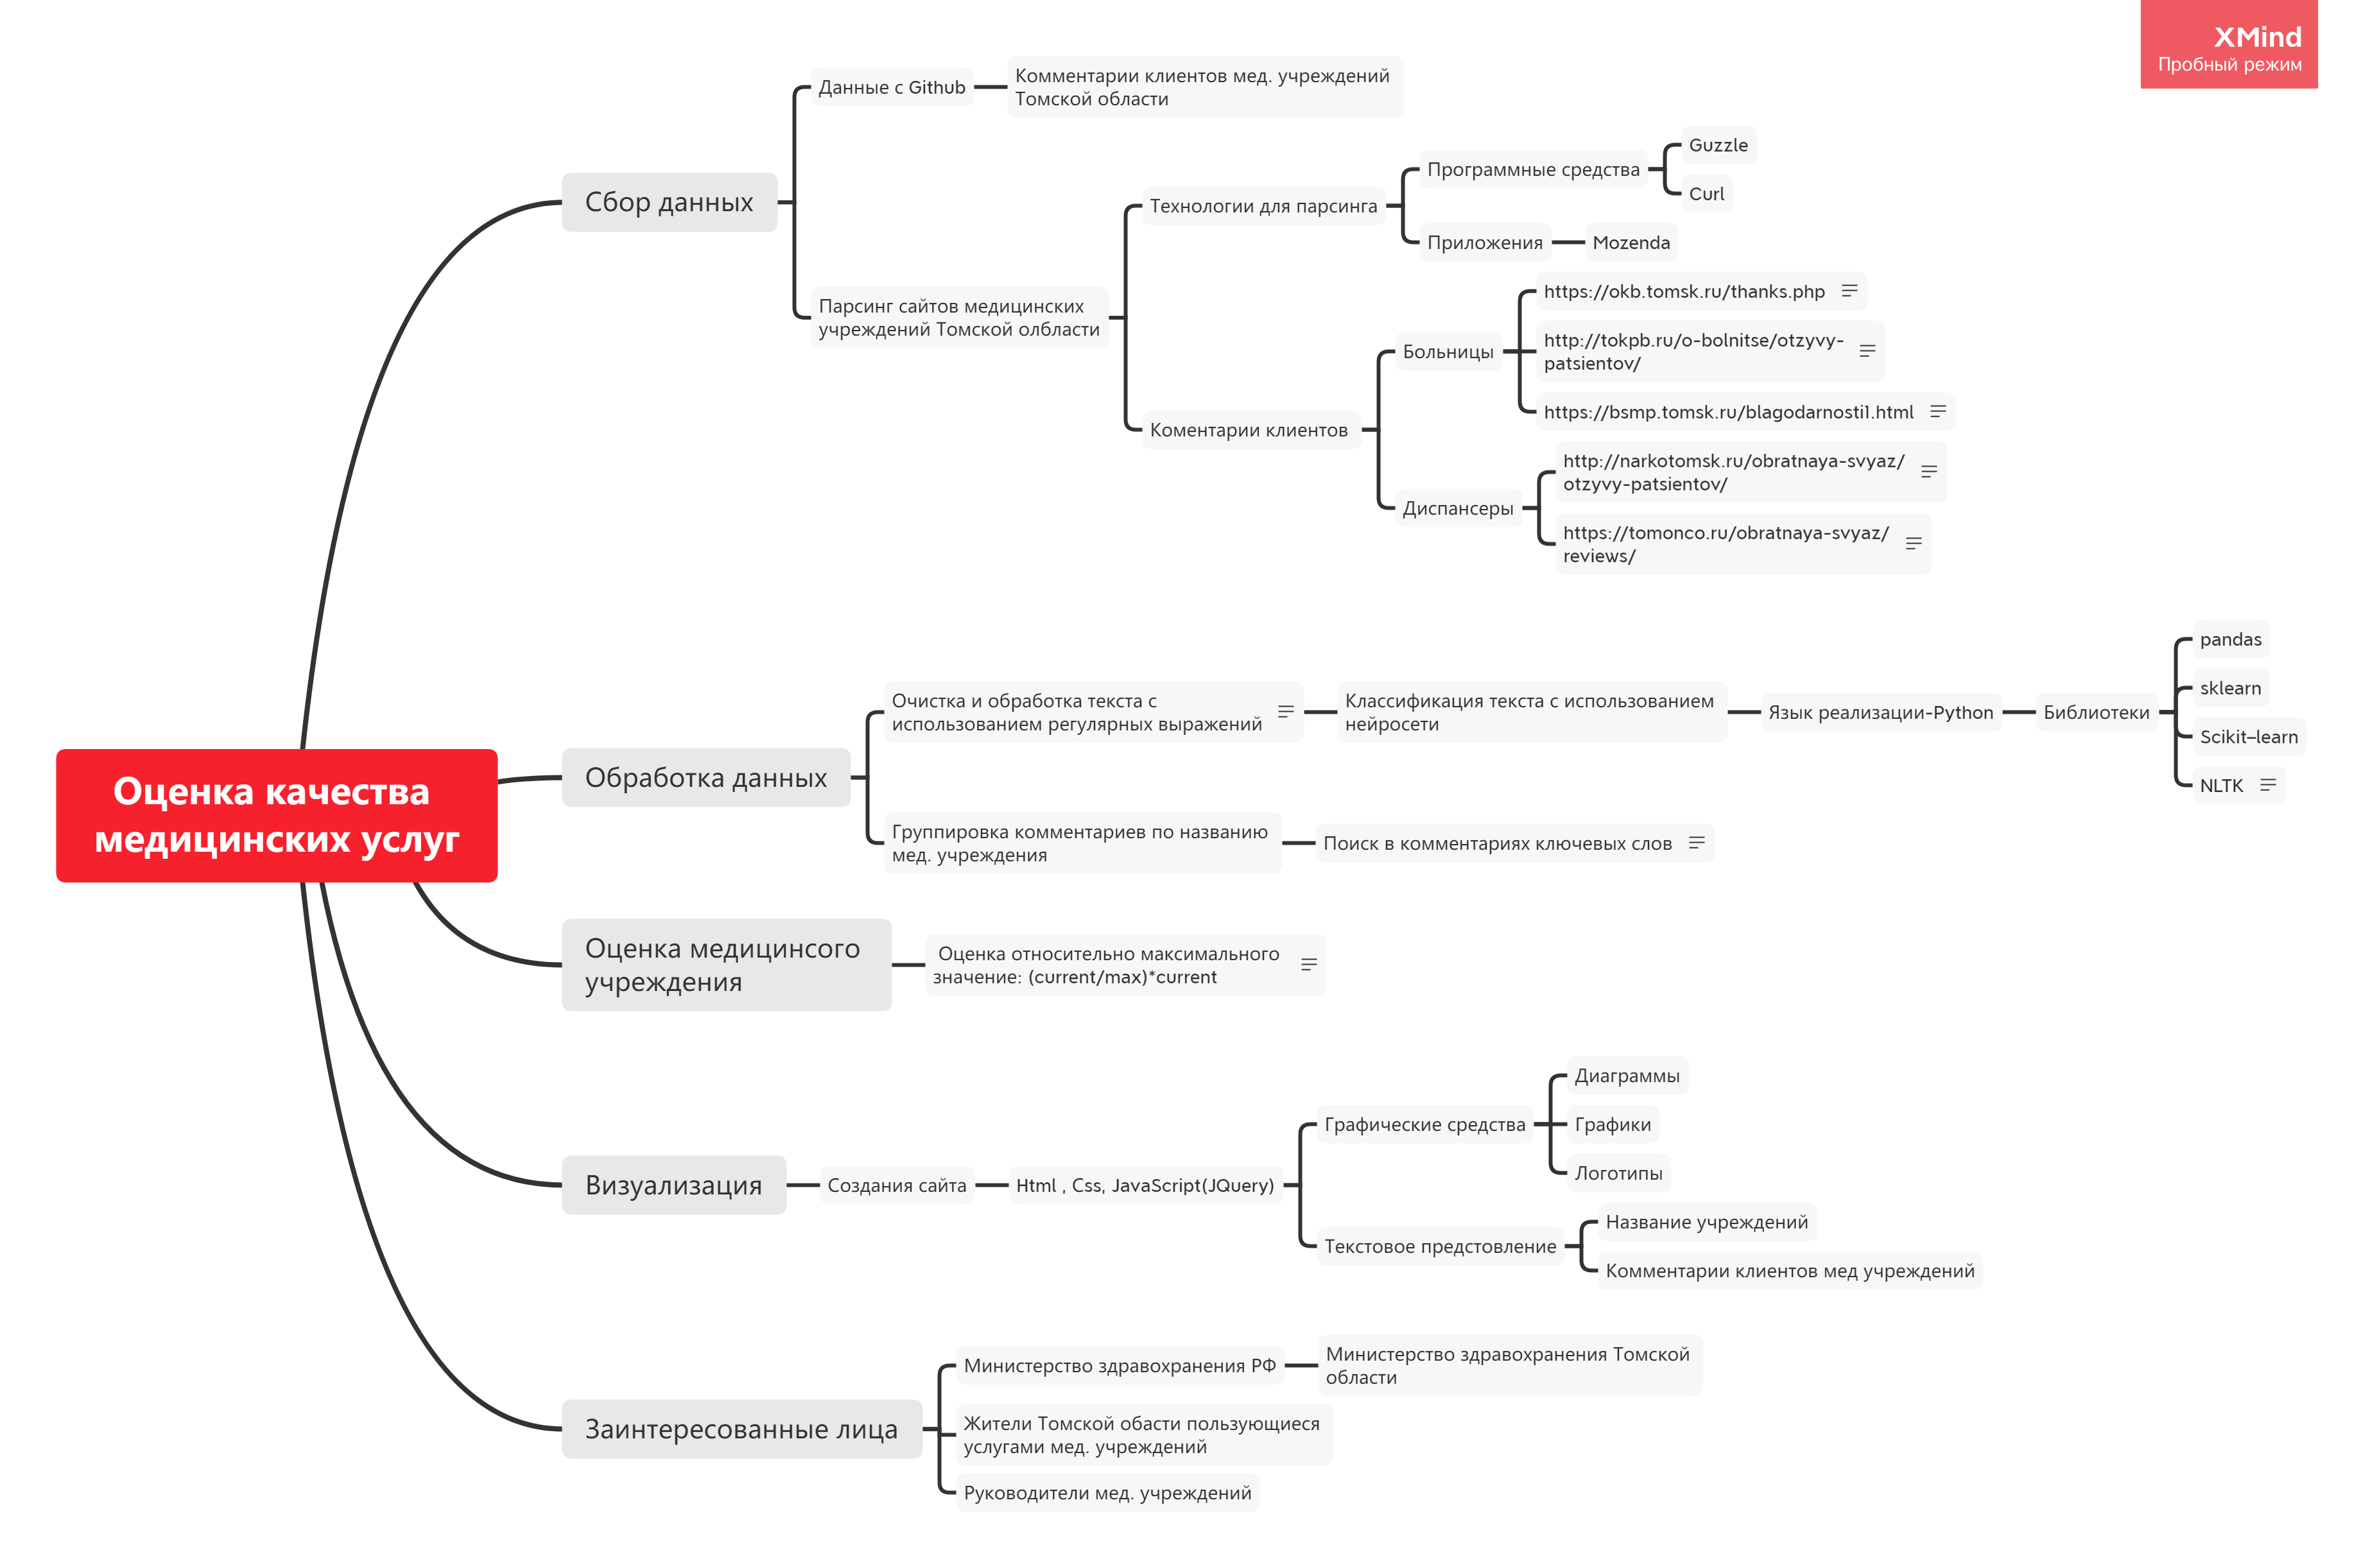 XMind
Пробный режим
Данные с Github
Комментарии клиентов мед. учреждений
Томской области
Guzzle
Программные средства
Curl
Сбор данных
Технологии для парсинга
Приложения
Mozenda
Парсинг сайтов медицинских
учреждений Томской олбласти
https://okb.tomsk.ru/thanks.php
Больницы
http://tokpb.ru/o-bolnitse/otzyvy-
patsientov/
https://bsmp.tomsk.ru/blagodarnosti1.html
Коментарии клиентов
http://narkotomsk.ru/obratnaya-svyaz/
otzyvy-patsientov/
Диспансеры
https://tomonco.ru/obratnaya-svyaz/
reviews/
Оценка качества
медицинских услуг
Обработка данных
Очистка и обработка текста с
использованием регулярных выражений
Классификация текста с использованием
нейросети
Язык реализации-Python
Библиотеки
pandas
sklearn
Scikit–learn
NLTK
Группировка комментариев по названию
мед. учреждения
Поиск в комментариях ключевых слов
Оценка медицинсого
учреждения
Оценка относительно максимального
значение: (current/max)*current
Визуализация
Создания сайта
Html , Css, JavaScript(JQuery)
Графические средства
Диаграммы
Графики
Логотипы
Текстовое предстовление
Название учреждений
Комментарии клиентов мед учреждений
Заинтересованные лица
Министерство здравохранения РФ
Министерство здравохранения Томской
области
Жители Томской обасти пользующиеся
услугами мед. учреждений
Руководители мед. учреждений